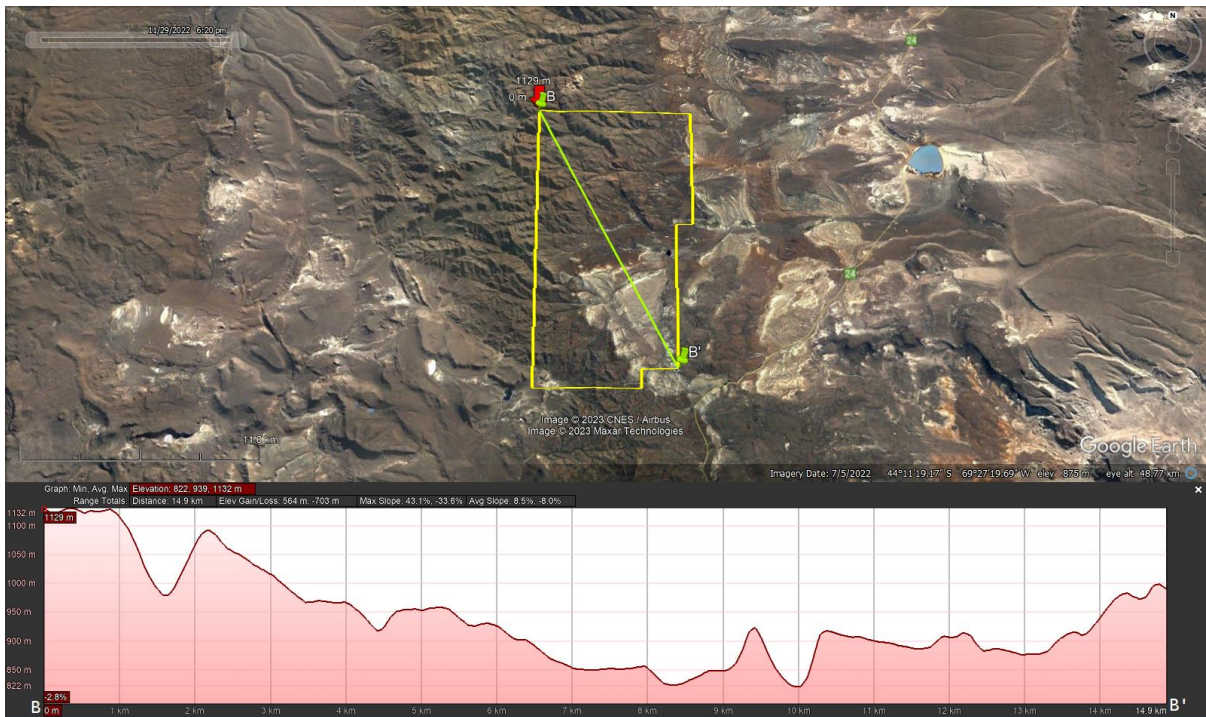 11/29/2022 6:20 pm
N
24
1129 m
0 m
B
24
B'
Image © 2023 CNES / Airbus
Image © 2023 Maxar Technologies
11.0 km
Google Earth
Imagery Date: 7/5/2022 44°11'19.17" S 69°27'19.69" W elev 875 m eye alt 48.77 km
Graph: Min, Avg, Max Elevation: 822, 939, 1132 m
Range Totals: Distance: 14.9 km Elev Gain/Loss: 564 m, -703 m Max Slope: 43.1%, -33.6% Avg Slope: 8.5%, -8.0%
1132 m
1129 m
1100 m
1050 m
1000 m
950 m
900 m
850 m
822 m
-2.8%
B 0 m 1 km 2 km 3 km 4 km 5 km 6 km 7 km 8 km 9 km 10 km 11 km 12 km 13 km 14 km 14.9 km B'